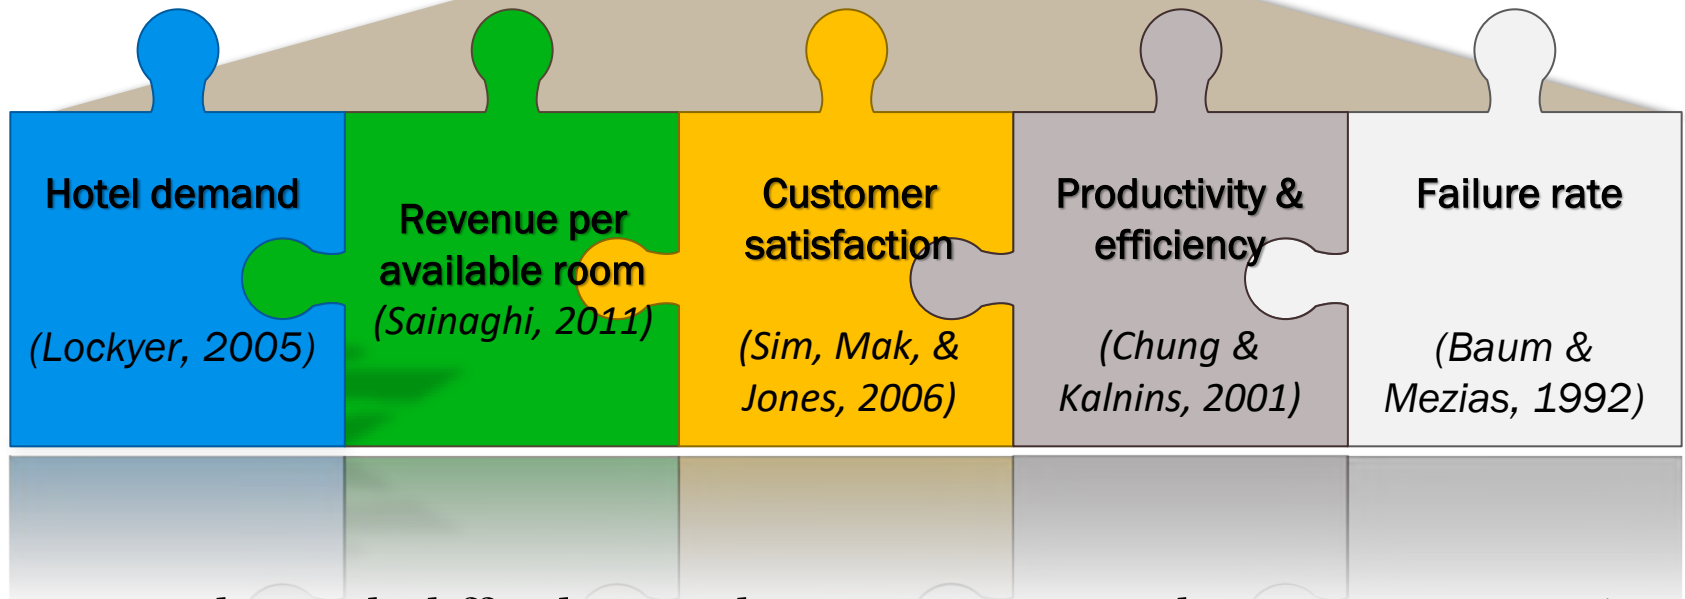 Hotel demand
(Lockyer, 2005)
Revenue per
available room
(Sainaghi, 2011)
Customer
satisfaction
(Sim, Mak, &
Jones, 2006)
Productivity &
efficiency
(Chung &
Kalnins, 2001)
Failure rate
(Baum &
Mezias, 1992)